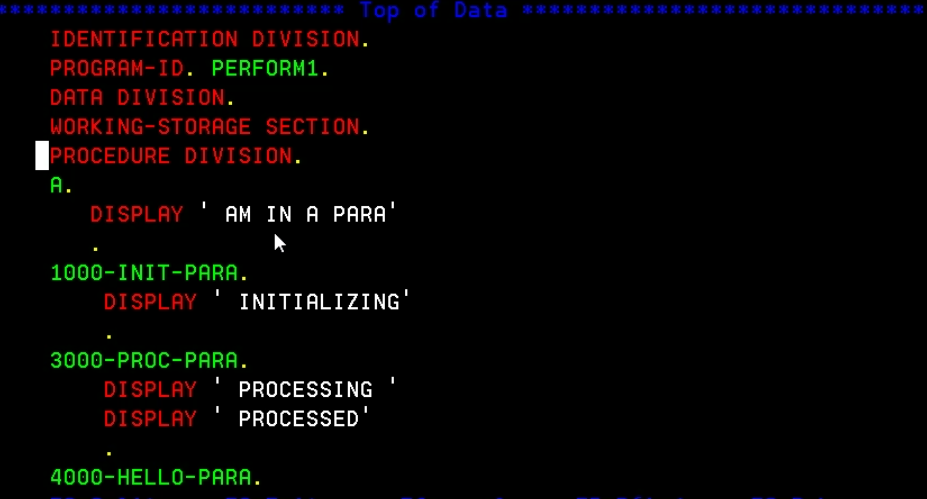 *************************** Top of Data ******************************
IDENTIFICATION DIVISION.
PROGRAM-ID. PERFORM1.
DATA DIVISION.
WORKING-STORAGE SECTION.
PROCEDURE DIVISION.
A.
DISPLAY ' AM IN A PARA'
.
1000-INIT-PARA.
DISPLAY ' INITIALIZING'
.
3000-PROC-PARA.
DISPLAY ' PROCESSING '
DISPLAY ' PROCESSED'
.
4000-HELLO-PARA.